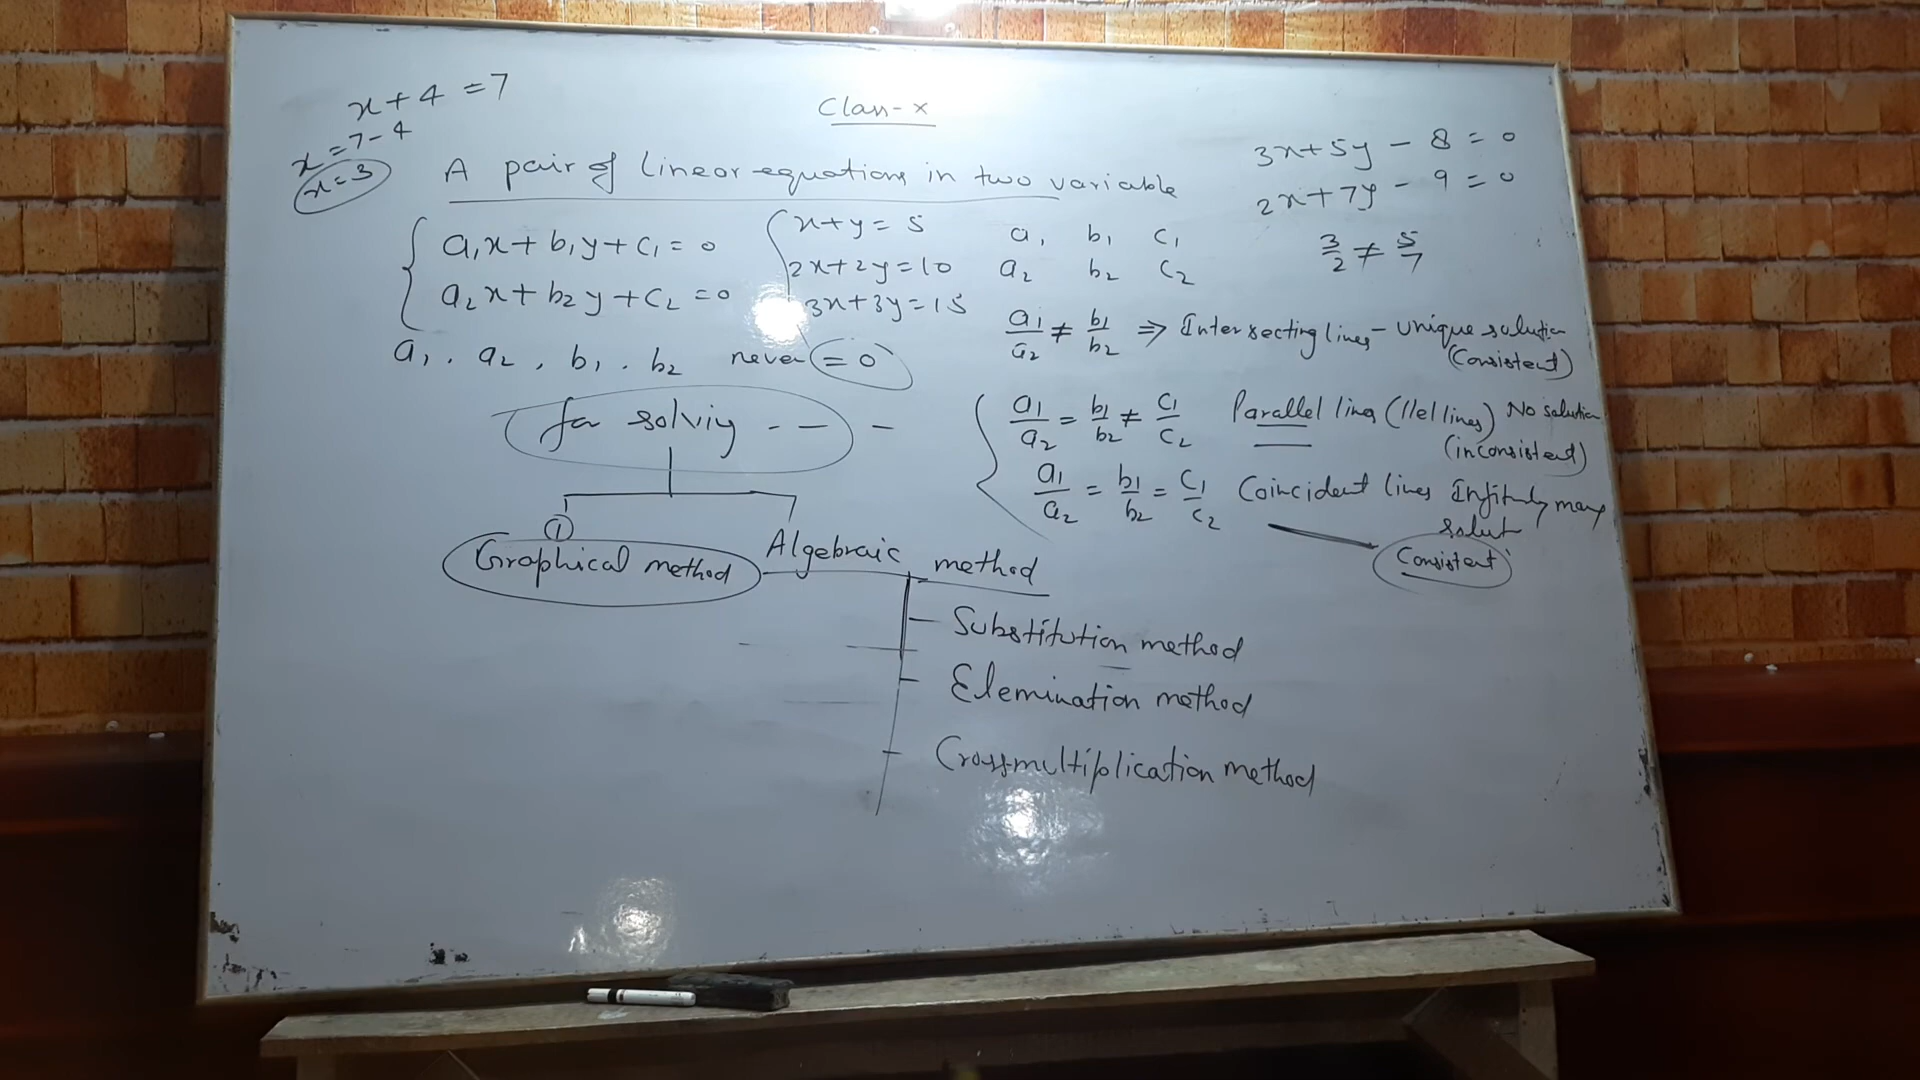 x + 4 = 7
x = 7 - 4
x = 3
Class - x
A pair of linear equations in two variable
a₁x + b₁y + c₁ = 0
a₂x + b₂y + c₂ = 0
x + y = 5
2x + 2y = 10
3x + 3y = 15
a₁, a₂, b₁, b₂ never = 0
a₁ b₁ c₁
a₂ b₂ c₂
3x + 5y - 8 = 0
2x + 7y - 9 = 0
3/2 ≠ 5/7
a₁/a₂ ≠ b₁/b₂ ⇒ Intersecting lines - unique solution
(Consistent)
a₁/a₂ = b₁/b₂ ≠ c₁/c₂ Parallel lines (llel lines) No solution
(inconsistent)
a₁/a₂ = b₁/b₂ = c₁/c₂ Coincident lines Infitinly many
solut
Consistent
for solvig - - -
① Graphical method
Algebraic method
- Substitution method
- Elemination method
- Crossmultiplication method